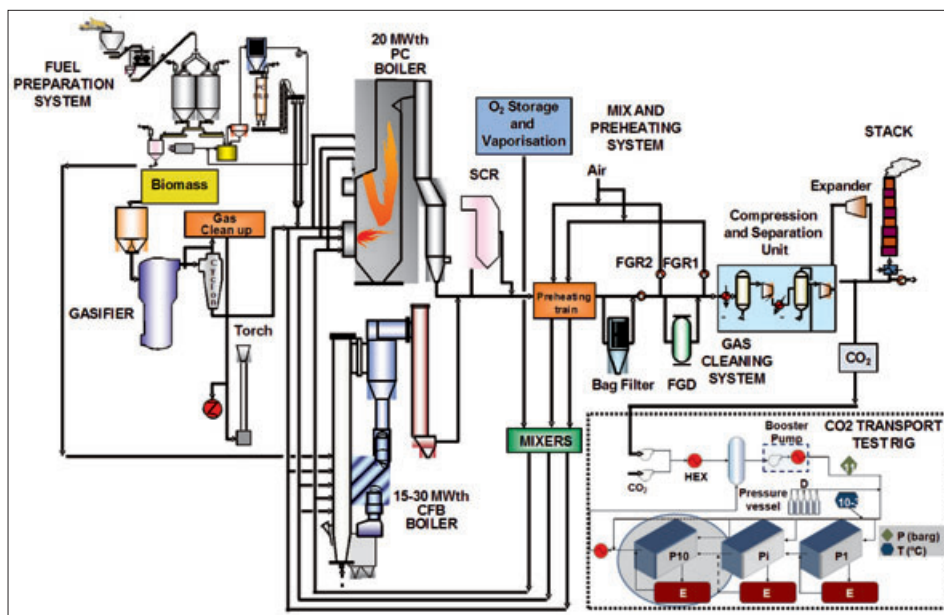 FUEL
PREPARATION
SYSTEM
20 MWth
PC
BOILER
O2 Storage
and
Vaporisation
MIX AND
PREHEATING SYSTEM
Air
SCR
STACK
Expander
Compression
and Separation
Unit
Biomass
Gas
Clean up
GASIFIER
Torch
FGR2
FGR1
Preheating
train
Bag Filter
FGD
GAS
CLEANING
SYSTEM
CO2
MIXERS
15-30 MWth
CFB
BOILER
CO2 TRANSPORT
TEST RIG
Booster
Pump
CO2
HEX
Pressure
vessel
D
P10
Pi
P1
E
E
E
P (barg)
T (°C)